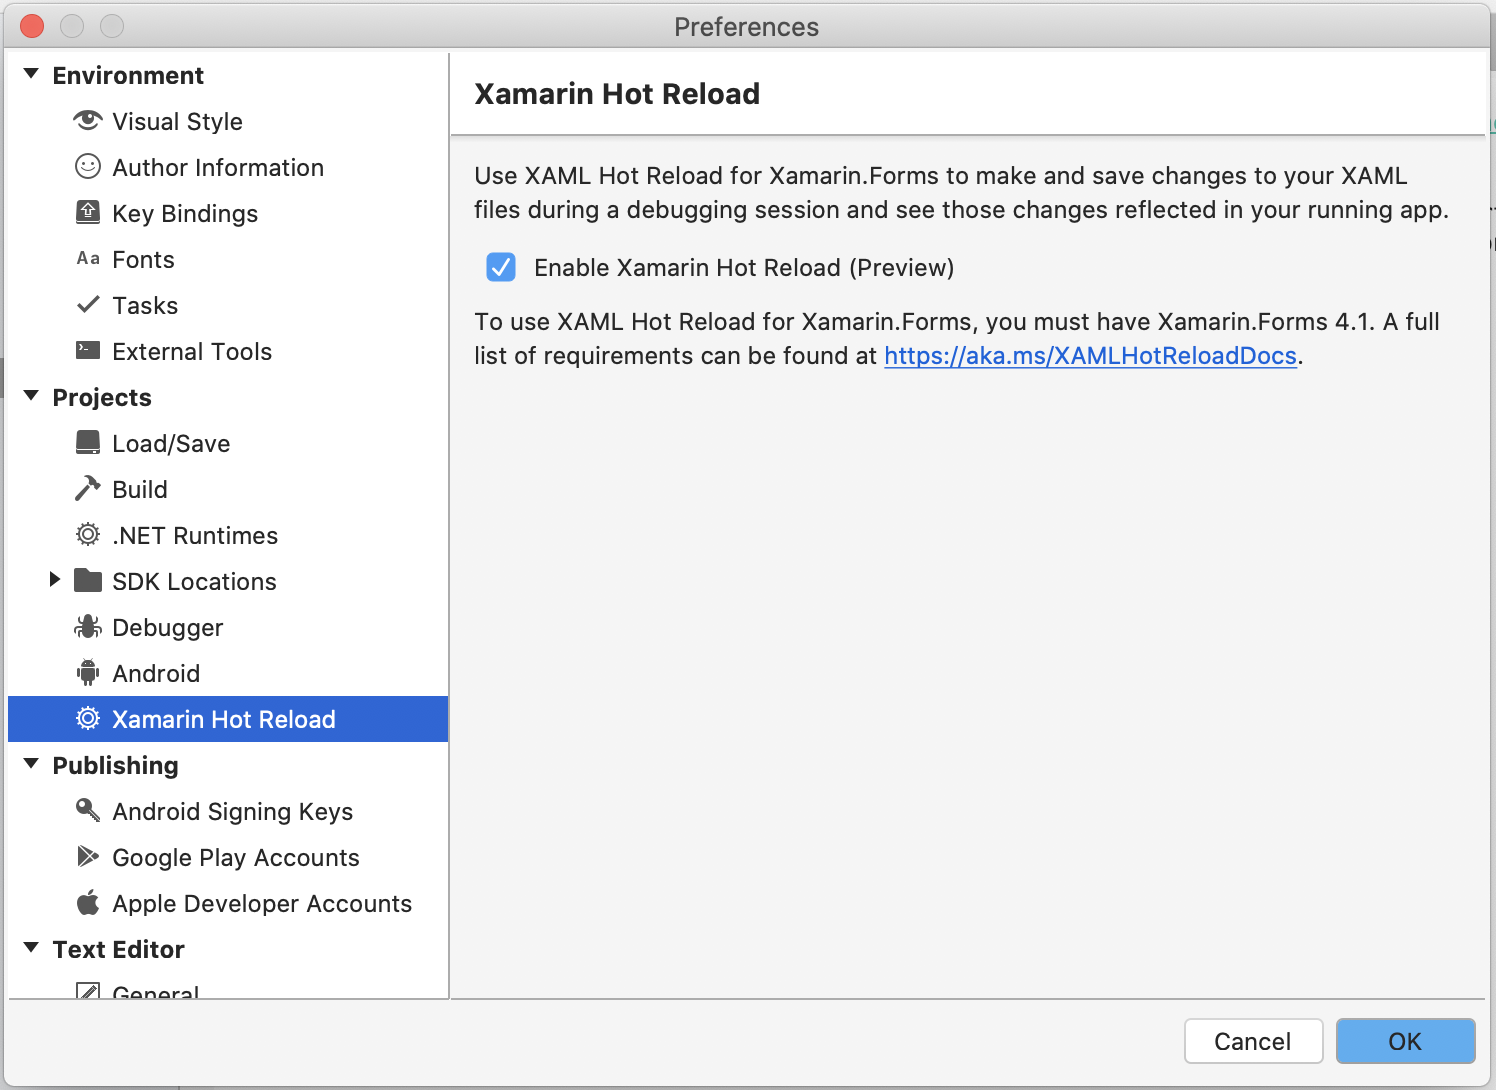 Preferences
Environment
Visual Style
Author Information
Key Bindings
Aa Fonts
Tasks
External Tools
Projects
Load/Save
Build
.NET Runtimes
SDK Locations
Debugger
Android
Xamarin Hot Reload
Publishing
Android Signing Keys
Google Play Accounts
Apple Developer Accounts
Text Editor
General
Xamarin Hot Reload
Use XAML Hot Reload for Xamarin.Forms to make and save changes to your XAML
files during a debugging session and see those changes reflected in your running app.
Enable Xamarin Hot Reload (Preview)
To use XAML Hot Reload for Xamarin.Forms, you must have Xamarin.Forms 4.1. A full
list of requirements can be found at https://aka.ms/XAMLHotReloadDocs.
Cancel
OK